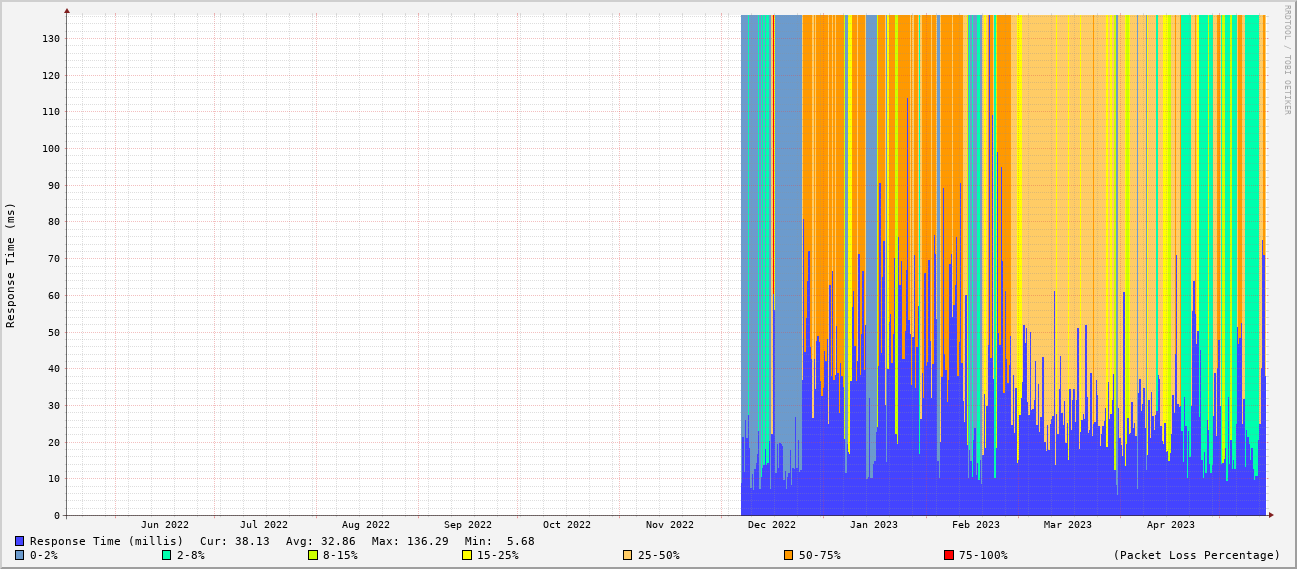 RRDTOOL / TOBI OETIKER
Response Time (ms)
130
120
110
100
90
80
70
60
50
40
30
20
10
0
Jun 2022 Jul 2022 Aug 2022 Sep 2022 Oct 2022 Nov 2022 Dec 2022 Jan 2023 Feb 2023 Mar 2023 Apr 2023
Response Time (millis) Cur: 38.13 Avg: 32.86 Max: 136.29 Min: 5.68
0-2% 2-8% 8-15% 15-25% 25-50% 50-75% 75-100% (Packet Loss Percentage)